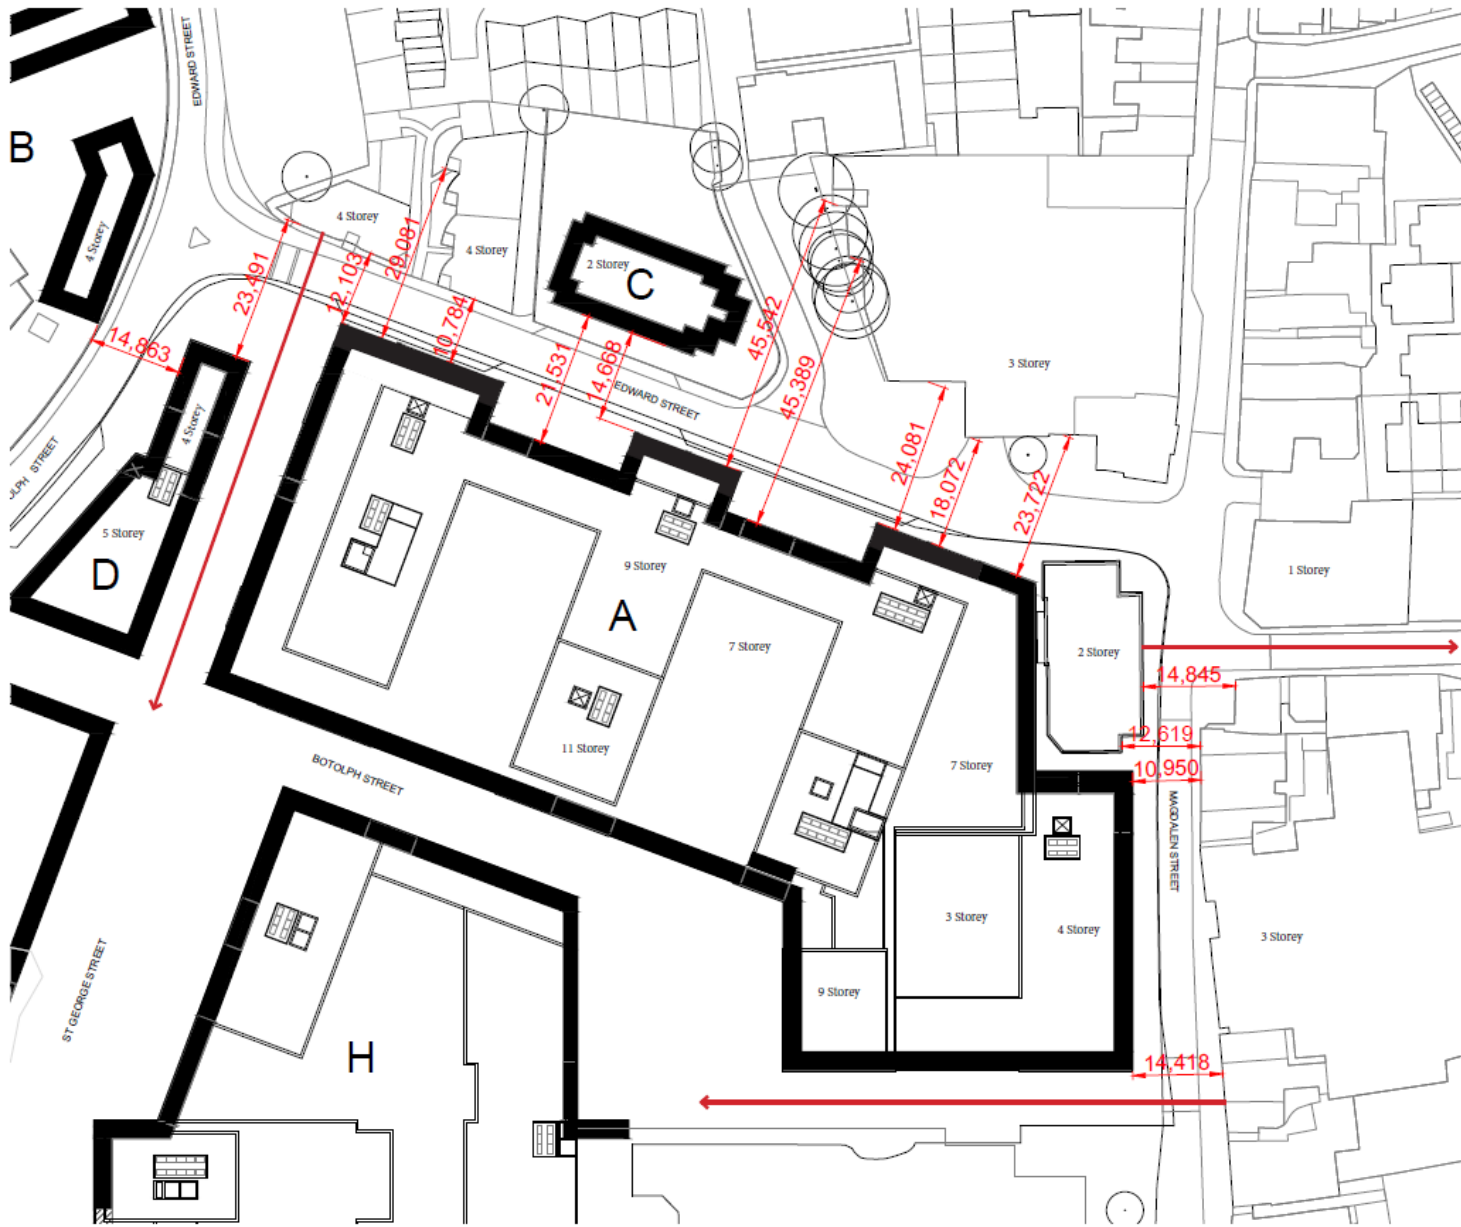 EDWARD STREET
B
4 Storey
4 Storey
29,081
4 Storey
2 Storey
C
23,491
12,103
10,784
14,863
21,531
14,668
45,542
45,389
EDWARD STREET
3 Storey
4 Storey
24,081
18,072
23,722
OLPH STREET
5 Storey
D
9 Storey
A
7 Storey
1 Storey
2 Storey
14,845
12,619
10,950
11 Storey
7 Storey
BOTOLPH STREET
MAGDALEN STREET
3 Storey
4 Storey
3 Storey
9 Storey
ST GEORGE STREET
H
14,418